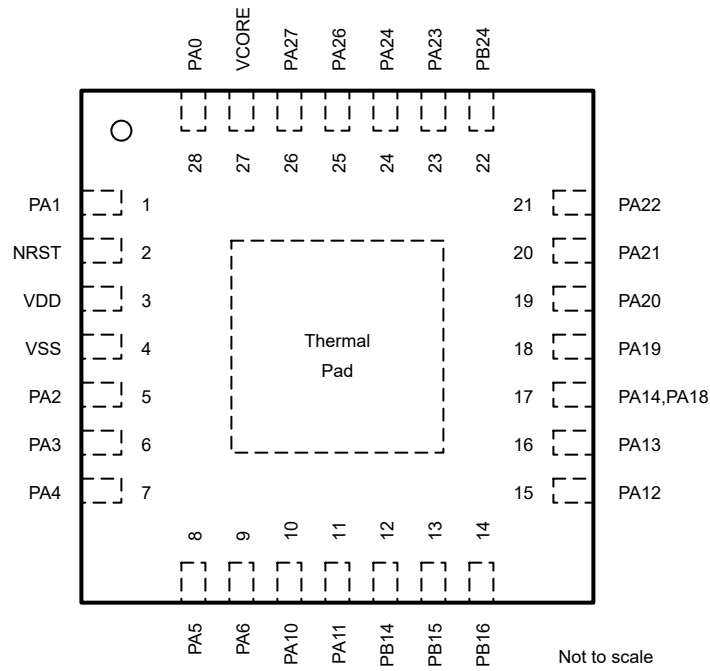 PA0
VCORE
PA27
PA26
PA24
PA23
PB24
28
27
26
25
24
23
22
PA1 1
21 PA22
NRST 2
20 PA21
VDD 3
19 PA20
VSS 4
18 PA19
PA2 5
17 PA14,PA18
PA3 6
16 PA13
PA4 7
15 PA12
Thermal
Pad
8
9
10
11
12
13
14
PA5
PA6
PA10
PA11
PB14
PB15
PB16
Not to scale